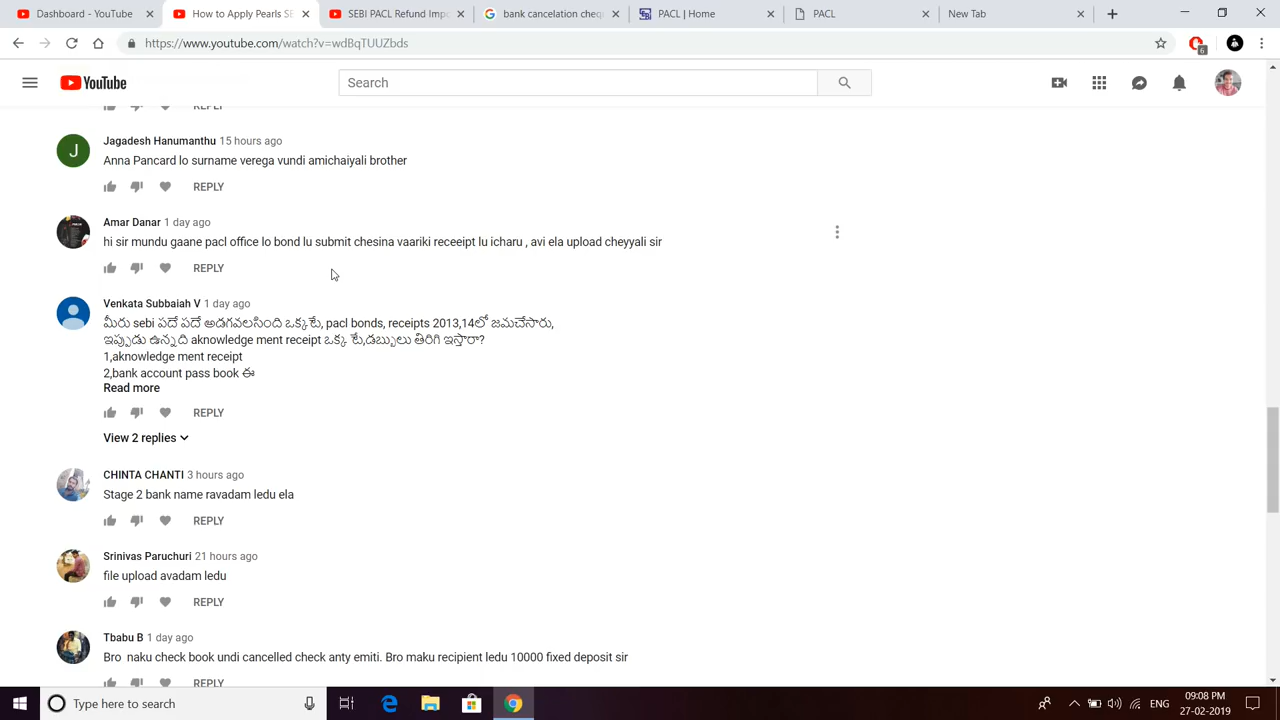 Dashboard - YouTube
How to Apply Pearls SE
SEBI PACL Refund Impo
bank cancelation cheq
PACL | Home
PACL
New Tab
https://www.youtube.com/watch?v=wdBqTUUZbds
6
YouTube
Search
REPLY
J
Jagadesh Hanumanthu 15 hours ago
Anna Pancard lo surname verega vundi amichaiyali brother
REPLY
Amar Danar 1 day ago
hi sir mundu gaane pacl office lo bond lu submit chesina vaariki receeipt lu icharu , avi ela upload cheyyali sir
REPLY
Venkata Subbaiah V 1 day ago
మీరు sebi పదే పదే అడగవలసింది ఒక్కటే, pacl bonds, receipts 2013,14లో జమచేసారు,
ఇప్పుడు ఉన్నది aknowledge ment receipt ఒక్క టే,డబ్బులు తిరిగి ఇస్తారా?
1,aknowledge ment receipt
2,bank account pass book ఈ
Read more
REPLY
View 2 replies
CHINTA CHANTI 3 hours ago
Stage 2 bank name ravadam ledu ela
REPLY
Srinivas Paruchuri 21 hours ago
file upload avadam ledu
REPLY
Tbabu B 1 day ago
Bro naku check book undi cancelled check anty emiti. Bro maku recipient ledu 10000 fixed deposit sir
REPLY
Type here to search
ENG
09:08 PM
27-02-2019